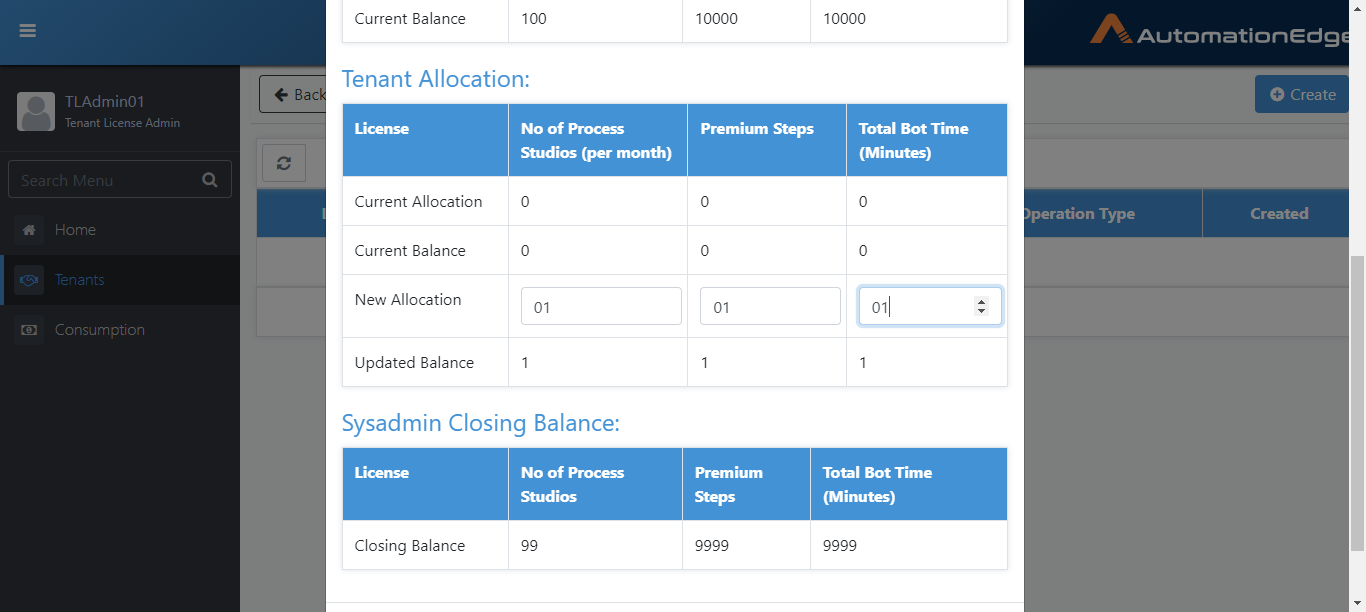 Current Balance 100 10000 10000
AutomationEdge
TLAdmin01
Tenant License Admin
Back
Create
Search Menu
Home
Tenants
Consumption
Operation Type Created
Tenant Allocation:
License No of Process Studios (per month) Premium Steps Total Bot Time (Minutes)
Current Allocation 0 0 0
Current Balance 0 0 0
New Allocation 01 01 01
Updated Balance 1 1 1
Sysadmin Closing Balance:
License No of Process Studios Premium Steps Total Bot Time (Minutes)
Closing Balance 99 9999 9999